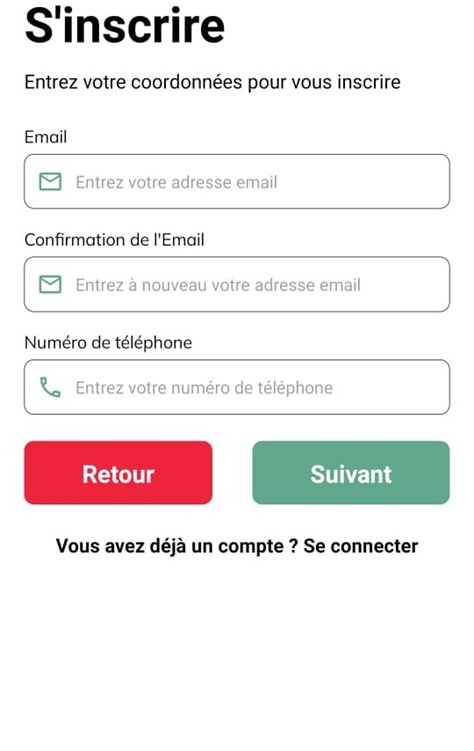 S'inscrire
Entrez votre coordonnées pour vous inscrire
Email
Entrez votre adresse email
Confirmation de l'Email
Entrez à nouveau votre adresse email
Numéro de téléphone
Entrez votre numéro de téléphone
Retour
Suivant
Vous avez déjà un compte ? Se connecter